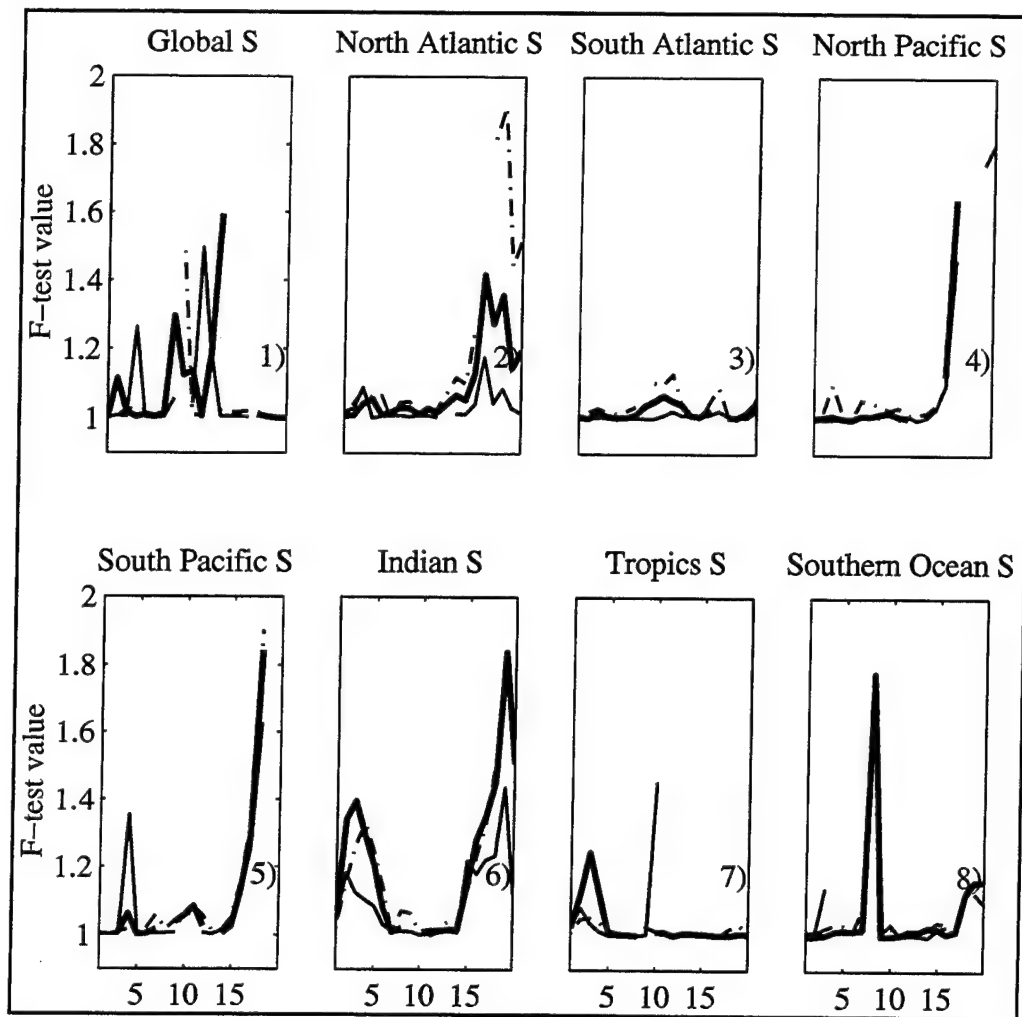 Global S North Atlantic S South Atlantic S North Pacific S
2
1.8
1.6
1.4
1.2
1
F-test value
1) 2) 3) 4)
South Pacific S Indian S Tropics S Southern Ocean S
2
1.8
1.6
1.4
1.2
1
F-test value
5) 6) 7) 8)
5 10 15 5 10 15 5 10 15 5 10 15